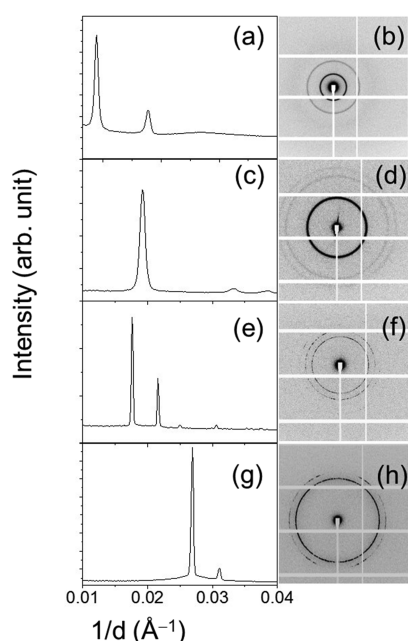 (a)
(b)
(c)
(d)
(e)
(f)
(g)
(h)
Intensity (arb. unit)
0.01 0.02 0.03 0.04
1/d (Å⁻¹)